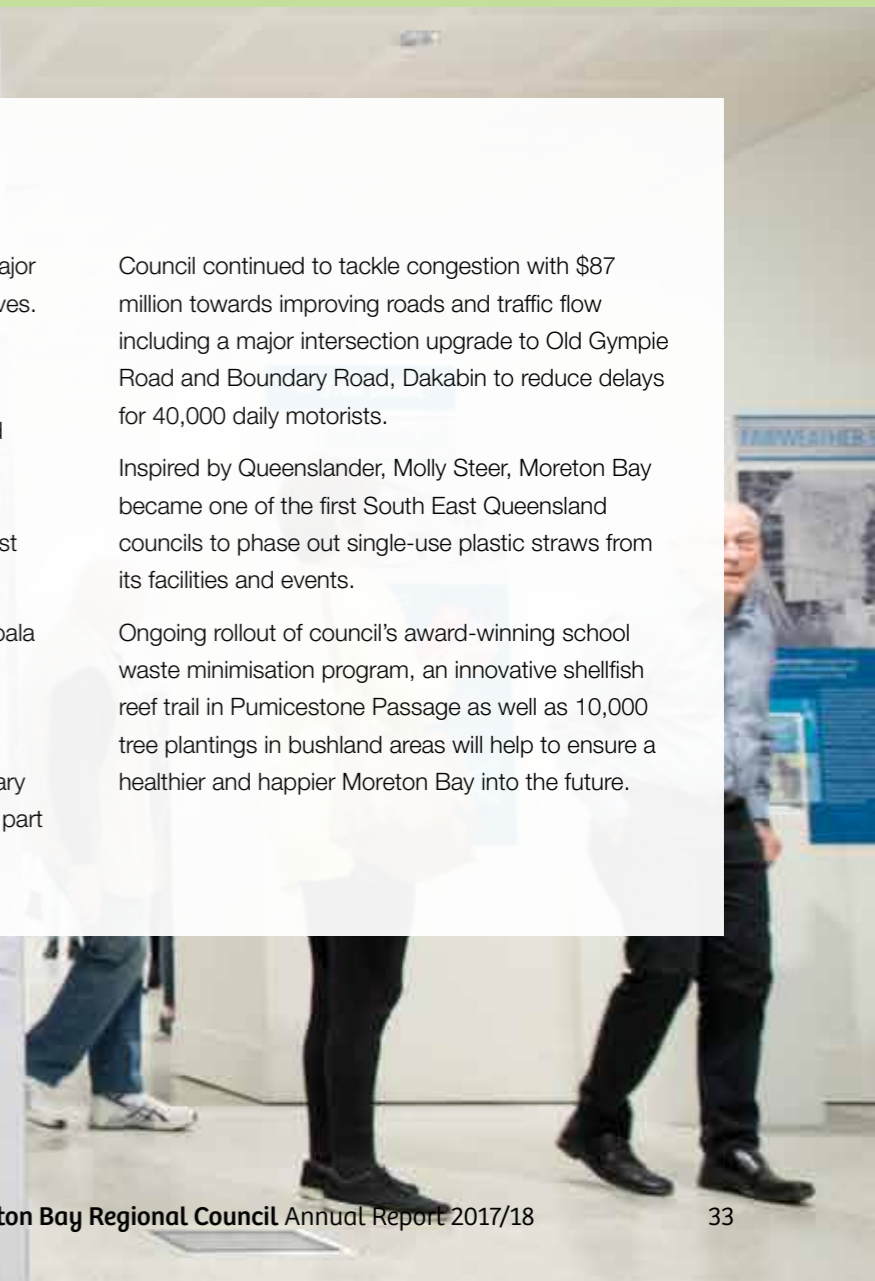 ajor
ves.
st
ary
part
Council continued to tackle congestion with $87
million towards improving roads and traffic flow
including a major intersection upgrade to Old Gympie
Road and Boundary Road, Dakabin to reduce delays
for 40,000 daily motorists.
Inspired by Queenslander, Molly Steer, Moreton Bay
became one of the first South East Queensland
councils to phase out single-use plastic straws from
its facilities and events.
Ongoing rollout of council’s award-winning school
waste minimisation program, an innovative shellfish
reef trail in Pumicestone Passage as well as 10,000
tree plantings in bushland areas will help to ensure a
healthier and happier Moreton Bay into the future.
FAIRWEATHER
ton Bay Regional Council Annual Report 2017/18
33